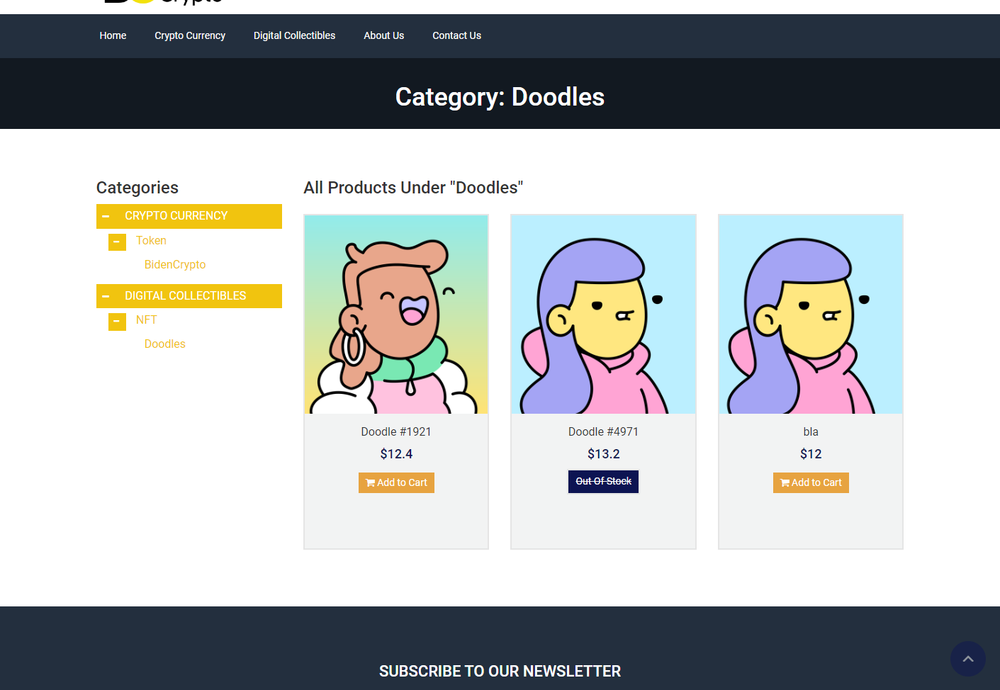 Crypto
Home Crypto Currency Digital Collectibles About Us Contact Us
Category: Doodles
Categories
CRYPTO CURRENCY
Token
BidenCrypto
DIGITAL COLLECTIBLES
NFT
Doodles
All Products Under "Doodles"
Doodle #1921
$12.4
Add to Cart
Doodle #4971
$13.2
Out Of Stock
bla
$12
Add to Cart
SUBSCRIBE TO OUR NEWSLETTER